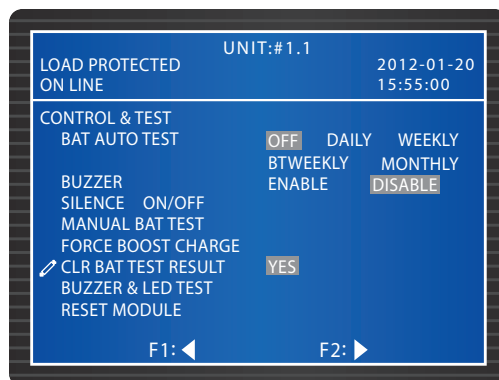 UNIT:#1.1
LOAD PROTECTED 2012-01-20
ON LINE 15:55:00
CONTROL & TEST
BAT AUTO TEST OFF DAILY WEEKLY
BTWEEKLY MONTHLY
BUZZER ENABLE DISABLE
SILENCE ON/OFF
MANUAL BAT TEST
FORCE BOOST CHARGE
CLR BAT TEST RESULT YES
BUZZER & LED TEST
RESET MODULE
F1: F2: